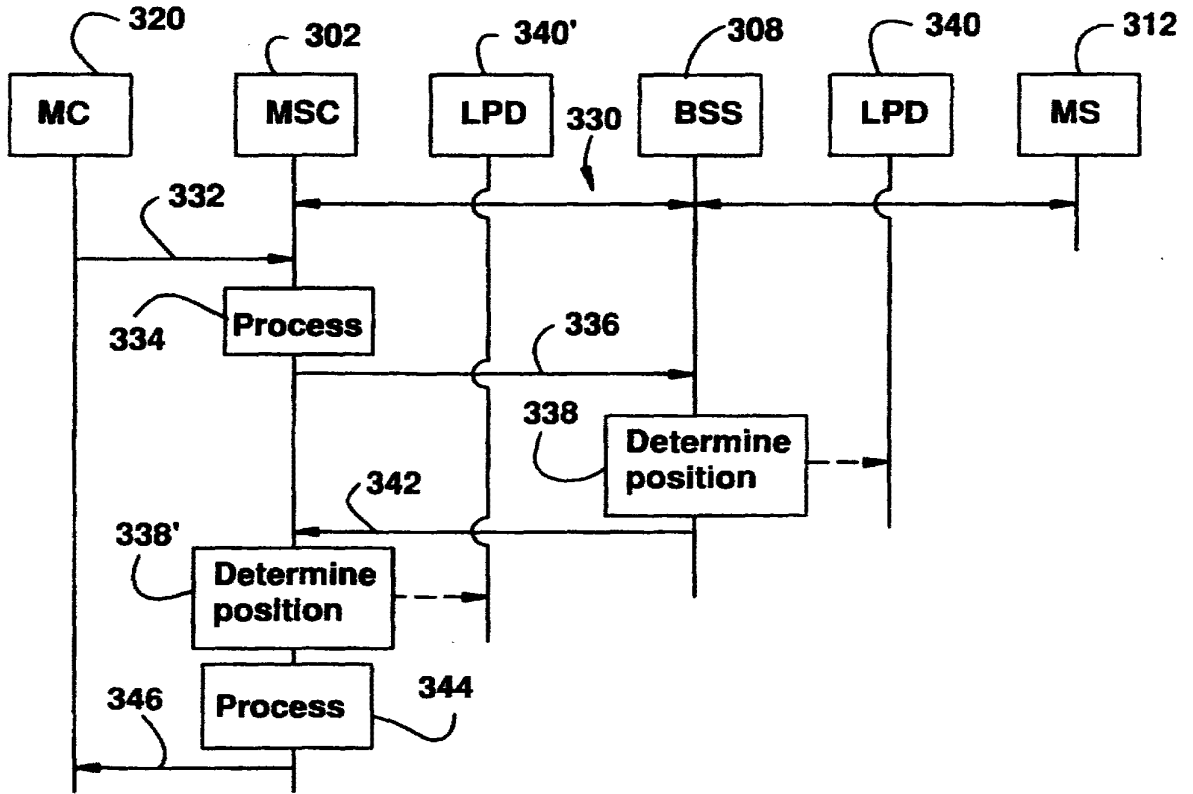 320
302
340'
308
340
312
MC
MSC
LPD
BSS
LPD
MS
330
332
334
Process
336
338
Determine
position
342
338'
Determine
position
Process
344
346